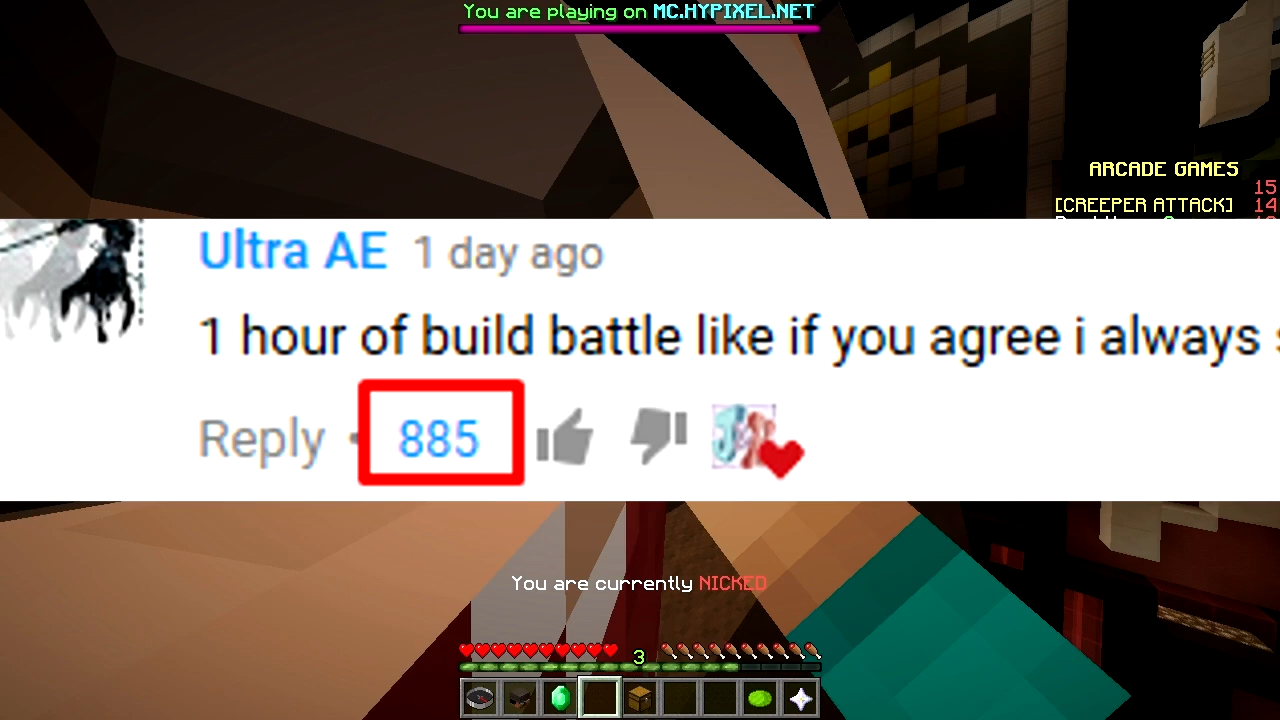 You are playing on MC.HYPIXEL.NET
ARCADE GAMES
15
[CREEPER ATTACK] 14
Ultra AE 1 day ago
1 hour of build battle like if you agree i always
Reply • 885
You are currently NICKED
3